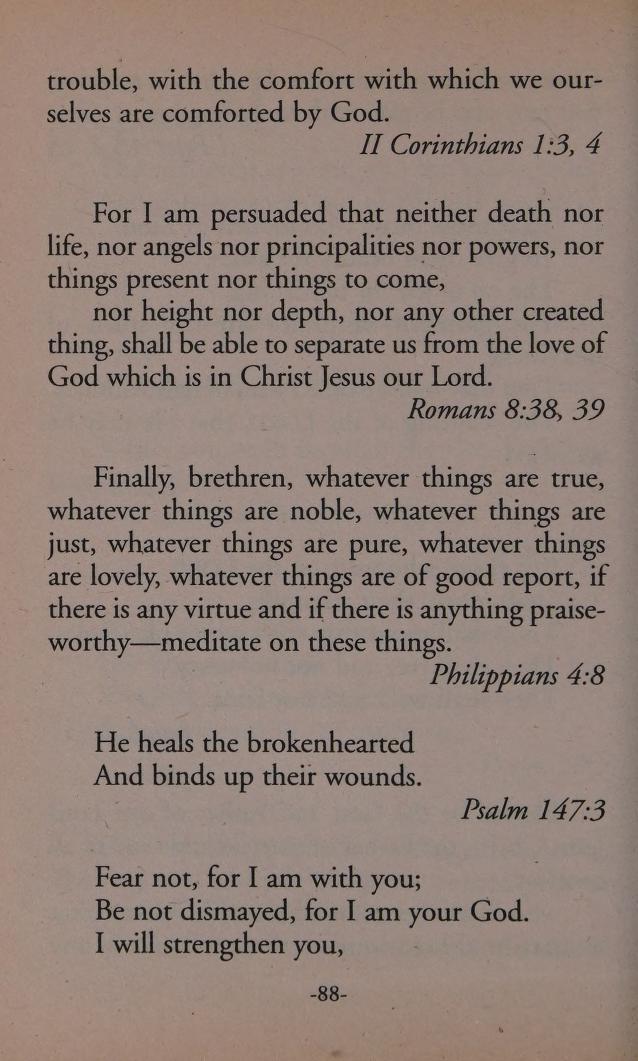 trouble, with the comfort with which we our-
selves are comforted by God.
II Corinthians 1:3, 4
For I am persuaded that neither death nor
life, nor angels nor principalities nor powers, nor
things present nor things to come,
nor height nor depth, nor any other created
thing, shall be able to separate us from the love of
God which is in Christ Jesus our Lord.
Romans 8:38, 39
Finally, brethren, whatever things are true,
whatever things are noble, whatever things are
just, whatever things are pure, whatever things
are lovely, whatever things are of good report, if
there is any virtue and if there is anything praise-
worthy—meditate on these things.
Philippians 4:8
He heals the brokenhearted
And binds up their wounds.
Psalm 147:3
Fear not, for I am with you;
Be not dismayed, for I am your God.
I will strengthen you,
-88-